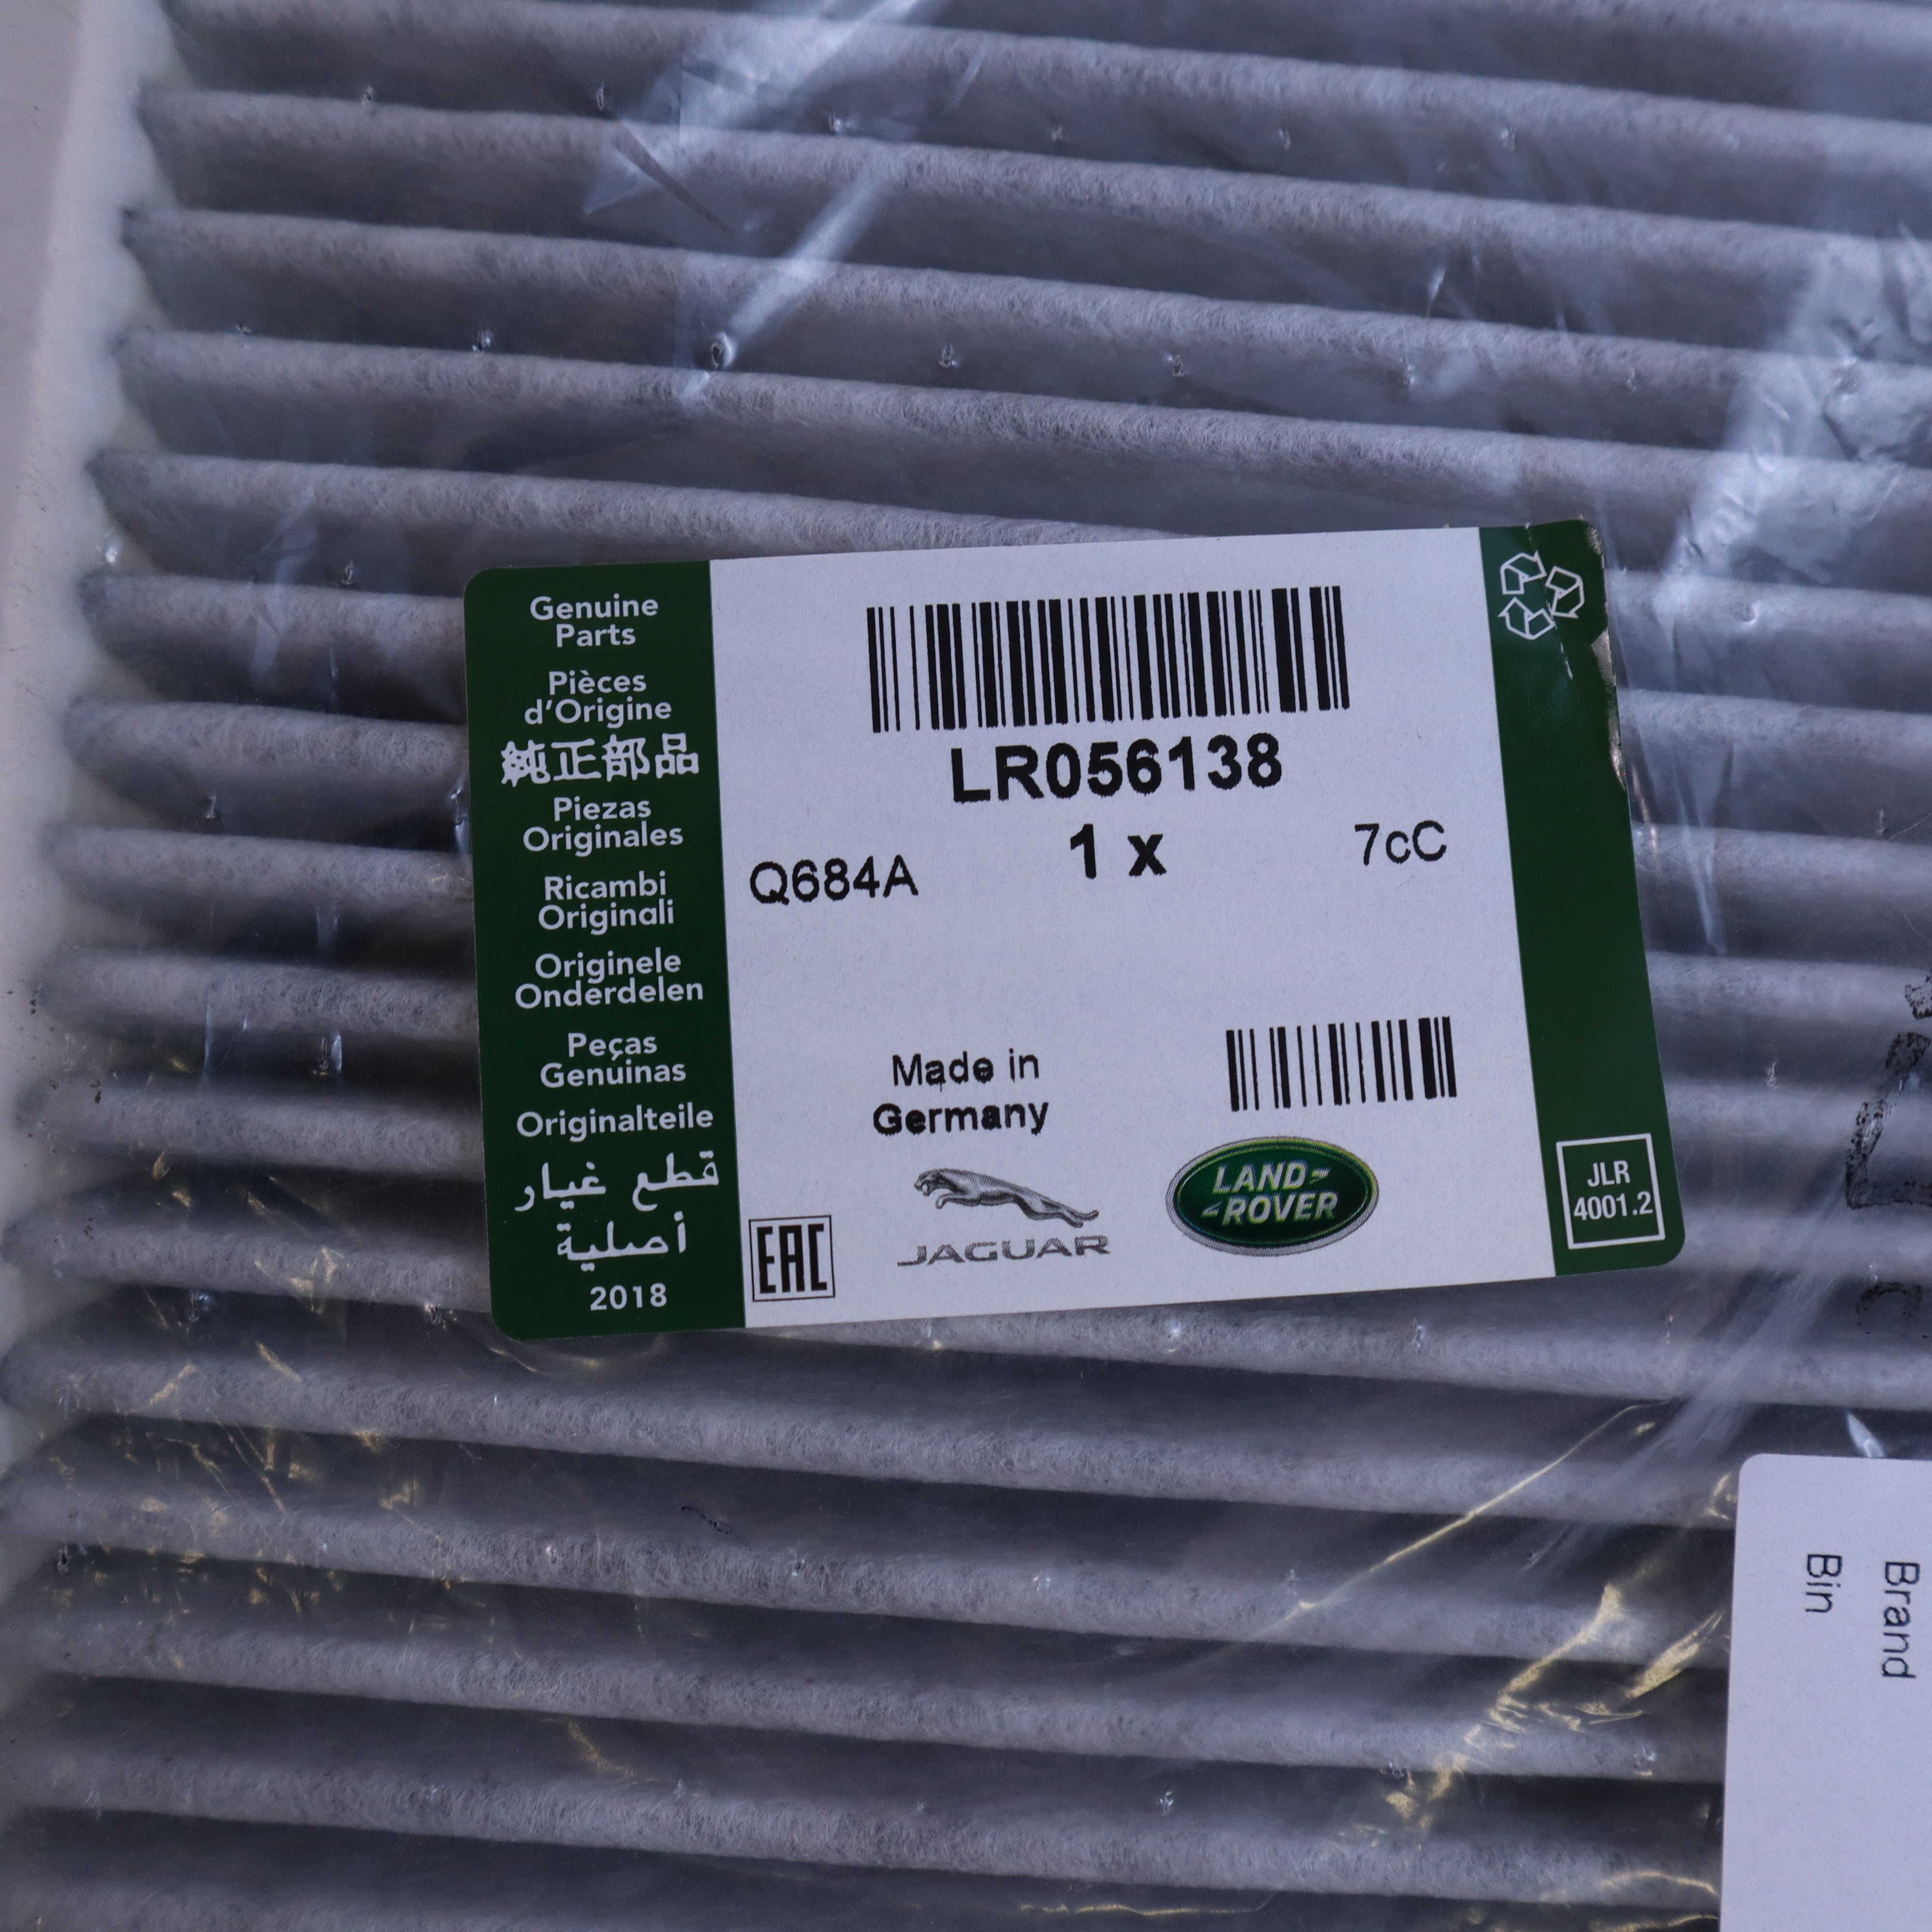 Genuine
Parts
Pièces
d'Origine
純正部品
Piezas
Originales
Ricambi
Originali
Originele
Onderdelen
Peças
Genuinas
Originalteile
قطع غيار
أصلية
2018
LR056138
1 x
Q684A
7cC
Made in
Germany
EAC
JAGUAR
LAND-
-ROVER
JLR
4001.2
Brand
Bin